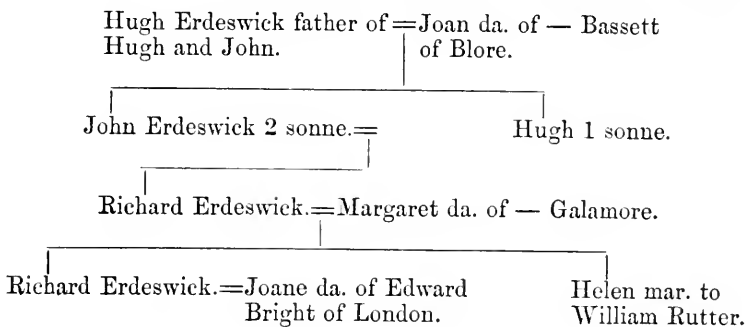 Hugh Erdeswick father of=Joan da. of — Bassett
Hugh and John. of Blore.
John Erdeswick 2 sonne.= Hugh 1 sonne.
Richard Erdeswick.=Margaret da. of — Galamore.
Richard Erdeswick.=Joane da. of Edward Helen mar. to
Bright of London. William Rutter.